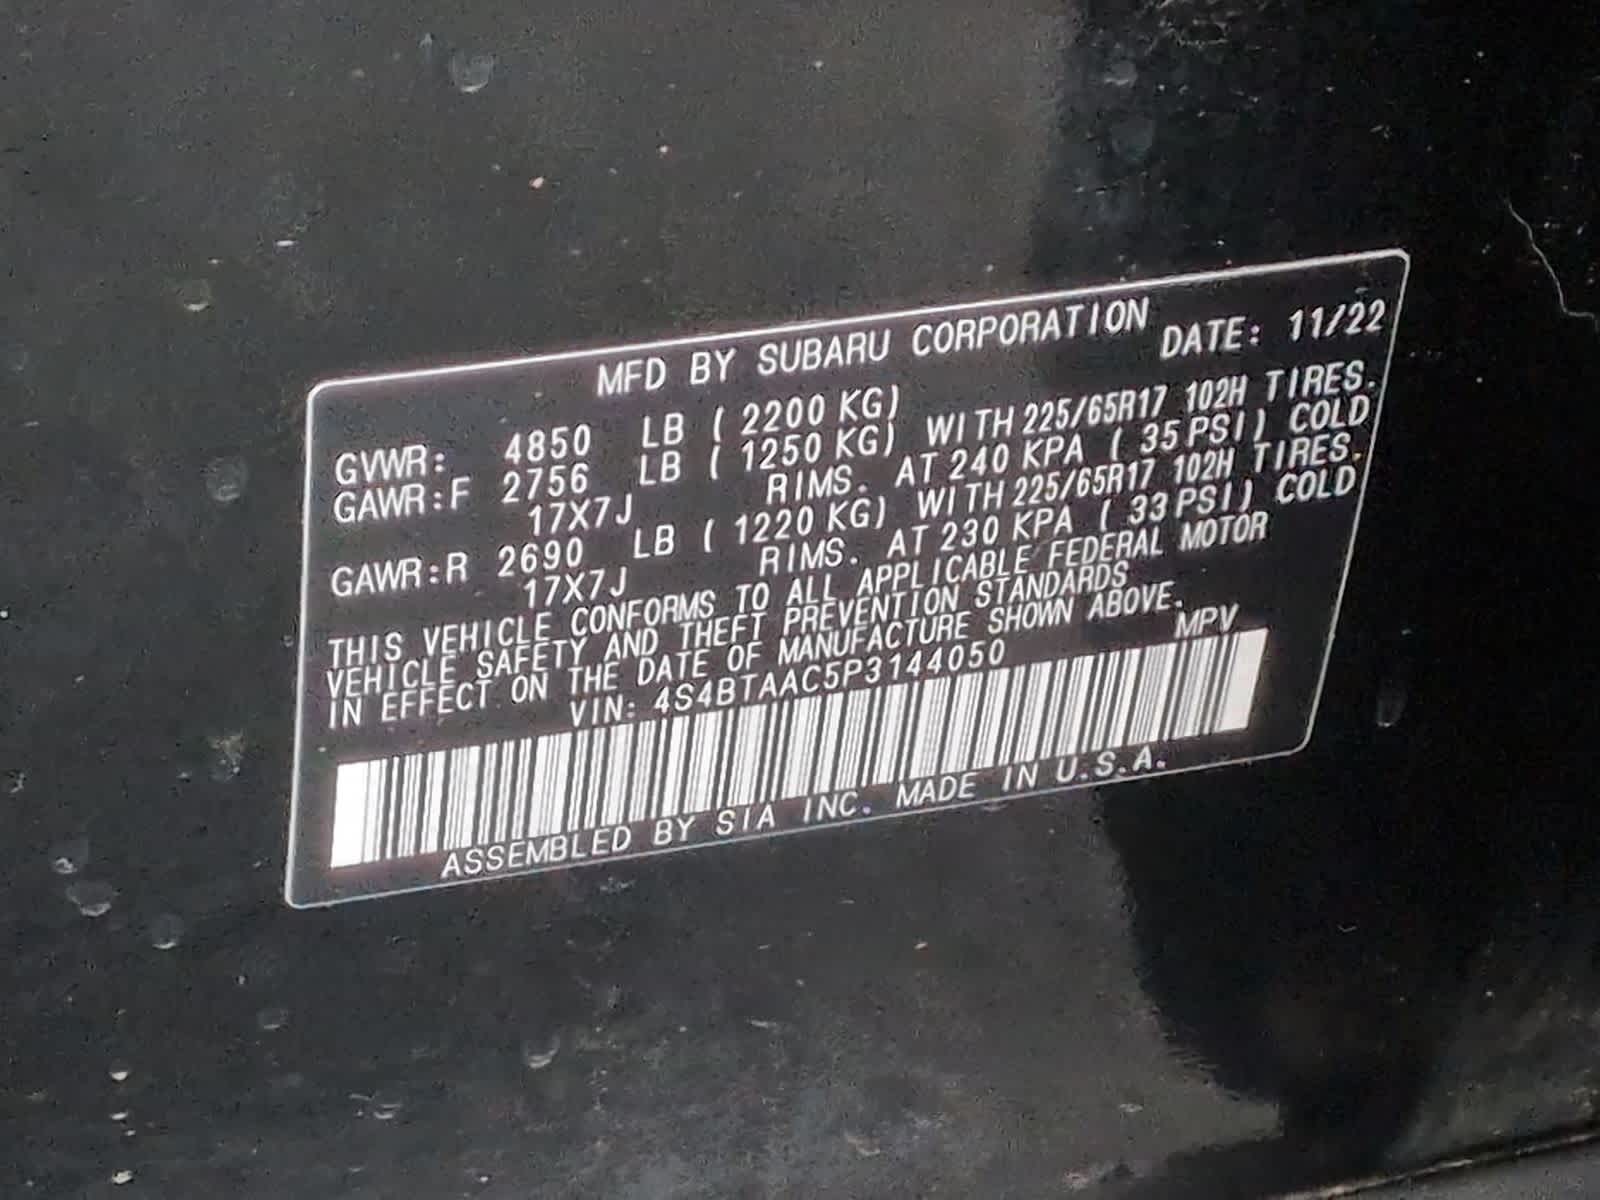 MFD BY SUBARU CORPORATION
DATE: 11/22
GVWR: 4850 LB ( 2200 KG)
GAWR:F 2756 LB ( 1250 KG) WITH 225/65R17 102H TIRES.
17X7J RIMS. AT 240 KPA ( 35 PSI) COLD
GAWR:R 2690 LB ( 1220 KG) WITH 225/65R17 102H TIRES.
17X7J RIMS. AT 230 KPA ( 33 PSI) COLD
THIS VEHICLE CONFORMS TO ALL APPLICABLE FEDERAL MOTOR
VEHICLE SAFETY AND THEFT PREVENTION STANDARDS
IN EFFECT ON THE DATE OF MANUFACTURE SHOWN ABOVE.
VIN: 4S4BTAAC5P3144050 MPV
ASSEMBLED BY SIA INC. MADE IN U.S.A.